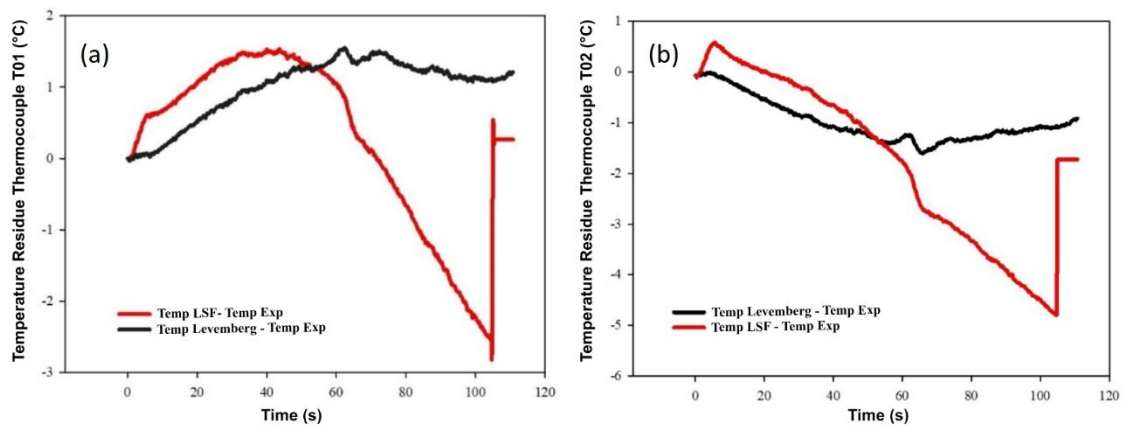 Temperature Residue Thermocouple T01 (°C)
(a)
2
1
0
-1
-2
-3
Temp LSF- Temp Exp
Temp Levemberg - Temp Exp
0 20 40 60 80 100 120
Time (s)
Temperature Residue Thermocouple T02 (°C)
(b)
1
0
-1
-2
-3
-4
-5
-6
Temp Levemberg - Temp Exp
Temp LSF - Temp Exp
0 20 40 60 80 100 120
Time (s)